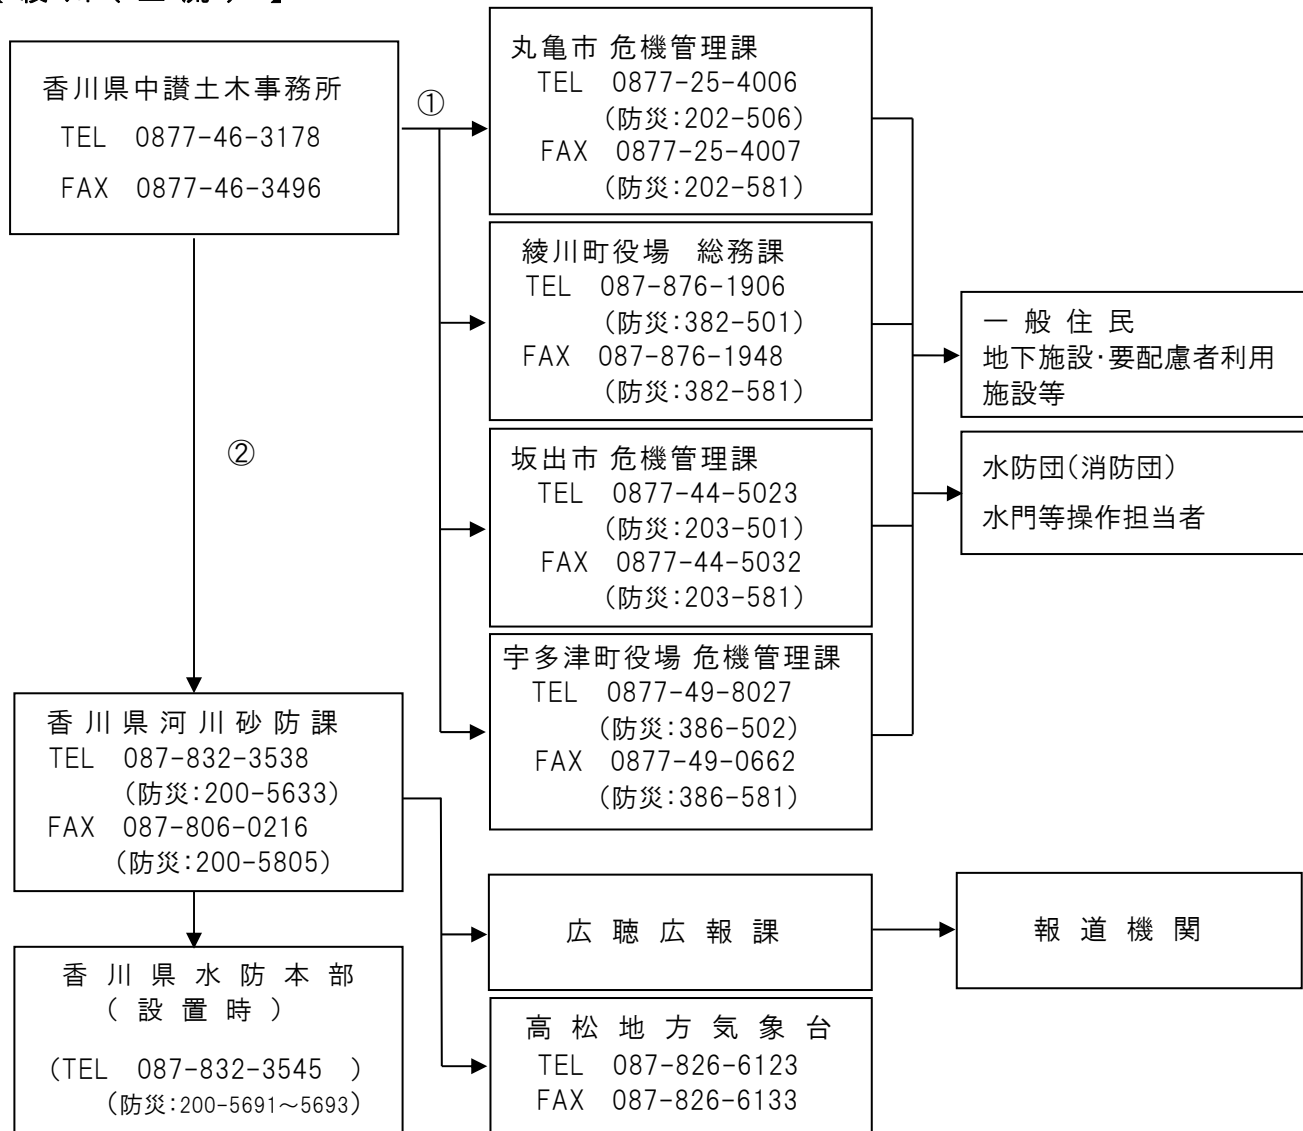 香川県中讃土木事務所
TEL 0877-46-3178
FAX 0877-46-3496
①
丸亀市 危機管理課
TEL 0877-25-4006
(防災:202-506)
FAX 0877-25-4007
(防災:202-581)
綾川町役場 総務課
TEL 087-876-1906
(防災:382-501)
FAX 087-876-1948
(防災:382-581)
一般住民
地下施設・要配慮者利用
施設等
②
坂出市 危機管理課
TEL 0877-44-5023
(防災:203-501)
FAX 0877-44-5032
(防災:203-581)
水防団(消防団)
水門等操作担当者
宇多津町役場 危機管理課
TEL 0877-49-8027
(防災:386-502)
FAX 0877-49-0662
(防災:386-581)
香川県河川砂防課
TEL 087-832-3538
(防災:200-5633)
FAX 087-806-0216
(防災:200-5805)
広聴広報課
報道機関
香川県水防本部
(設置時)
(TEL 087-832-3545 )
(防災:200-5691～5693)
高松地方気象台
TEL 087-826-6123
FAX 087-826-6133